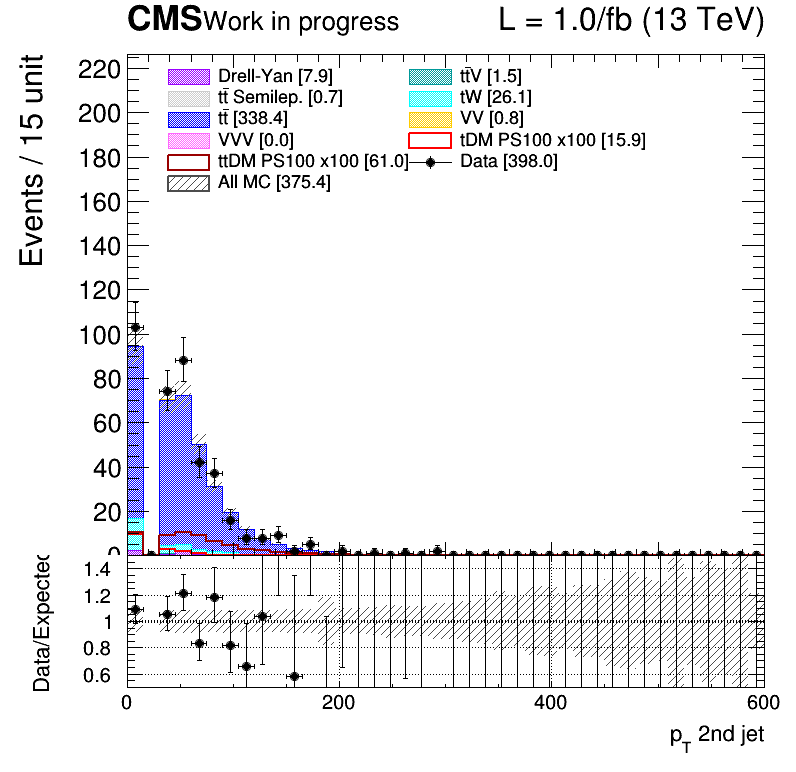 CMS Work in progress L = 1.0/fb (13 TeV)
Events / 15 unit
220
200
180
160
140
120
100
80
60
40
20
0
Drell-Yan [7.9]
tt̄V [1.5]
tt̄ Semilep. [0.7]
tW [26.1]
tt̄ [338.4]
VV [0.8]
VVV [0.0]
tDM PS100 x100 [15.9]
ttDM PS100 x100 [61.0]
Data [398.0]
All MC [375.4]
Data/Expected
1.4
1.2
1
0.8
0.6
0 200 400 600
p_T 2nd jet